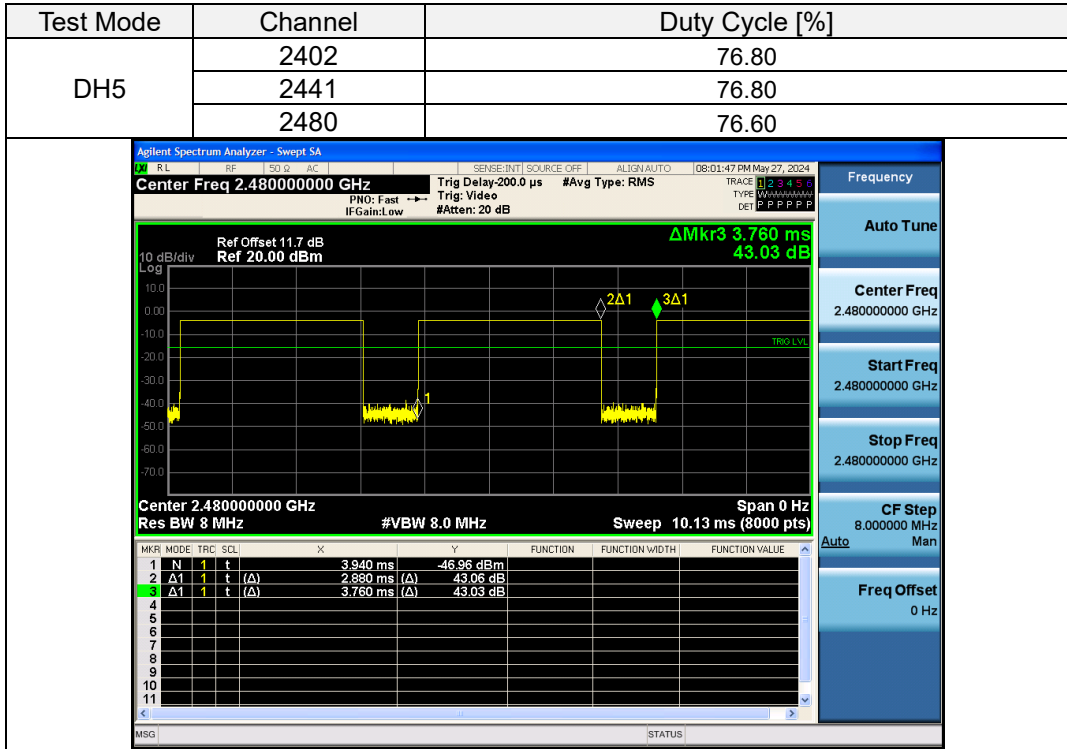 Test Mode Channel Duty Cycle [%]
DH5
2402 76.80
2441 76.80
2480 76.60
Agilent Spectrum Analyzer - Swept SA
LXI RL RF 50 Ω AC SENSE:INT SOURCE OFF ALIGN AUTO 08:01:47 PM May 27, 2024
Center Freq 2.480000000 GHz
PNO: Fast
IFGain:Low
Trig Delay-200.0 µs
Trig: Video
#Atten: 20 dB
#Avg Type: RMS
TRACE 1 2 3 4 5 6
TYPE WWWWWW
DET P P P P P P
ΔMkr3 3.760 ms
43.03 dB
Ref Offset 11.7 dB
10 dB/div Ref 20.00 dBm
Log
10.0
0.00
-10.0
-20.0
-30.0
-40.0
-50.0
-60.0
-70.0
2Δ1 3Δ1
TRIG LVL
1
Center 2.480000000 GHz Span 0 Hz
Res BW 8 MHz #VBW 8.0 MHz Sweep 10.13 ms (8000 pts)
MKR MODE TRC SCL X Y FUNCTION FUNCTION WIDTH FUNCTION VALUE
1 N 1 t 3.940 ms -46.96 dBm
2 Δ1 1 t (Δ) 2.880 ms (Δ) 43.06 dB
3 Δ1 1 t (Δ) 3.760 ms (Δ) 43.03 dB
4
5
6
7
8
9
10
11
MSG STATUS
Frequency
Auto Tune
Center Freq
2.480000000 GHz
Start Freq
2.480000000 GHz
Stop Freq
2.480000000 GHz
CF Step
8.000000 MHz
Auto Man
Freq Offset
0 Hz